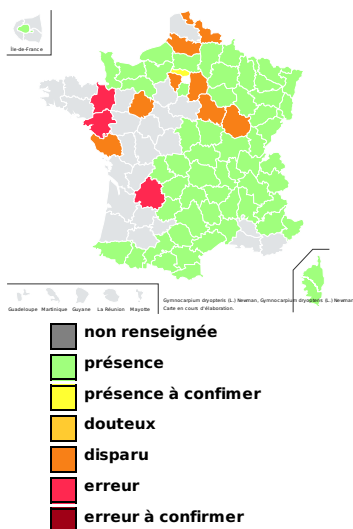 Île-de-France
Guadeloupe Martinique Guyane La Réunion Mayotte
Gymnocarpium dryopteris (L.) Newman, Gymnocarpium dryopteris (L.) Newman
Carte en cours d'élaboration.
non renseignée
présence
présence à confimer
douteux
disparu
erreur
erreur à confirmer